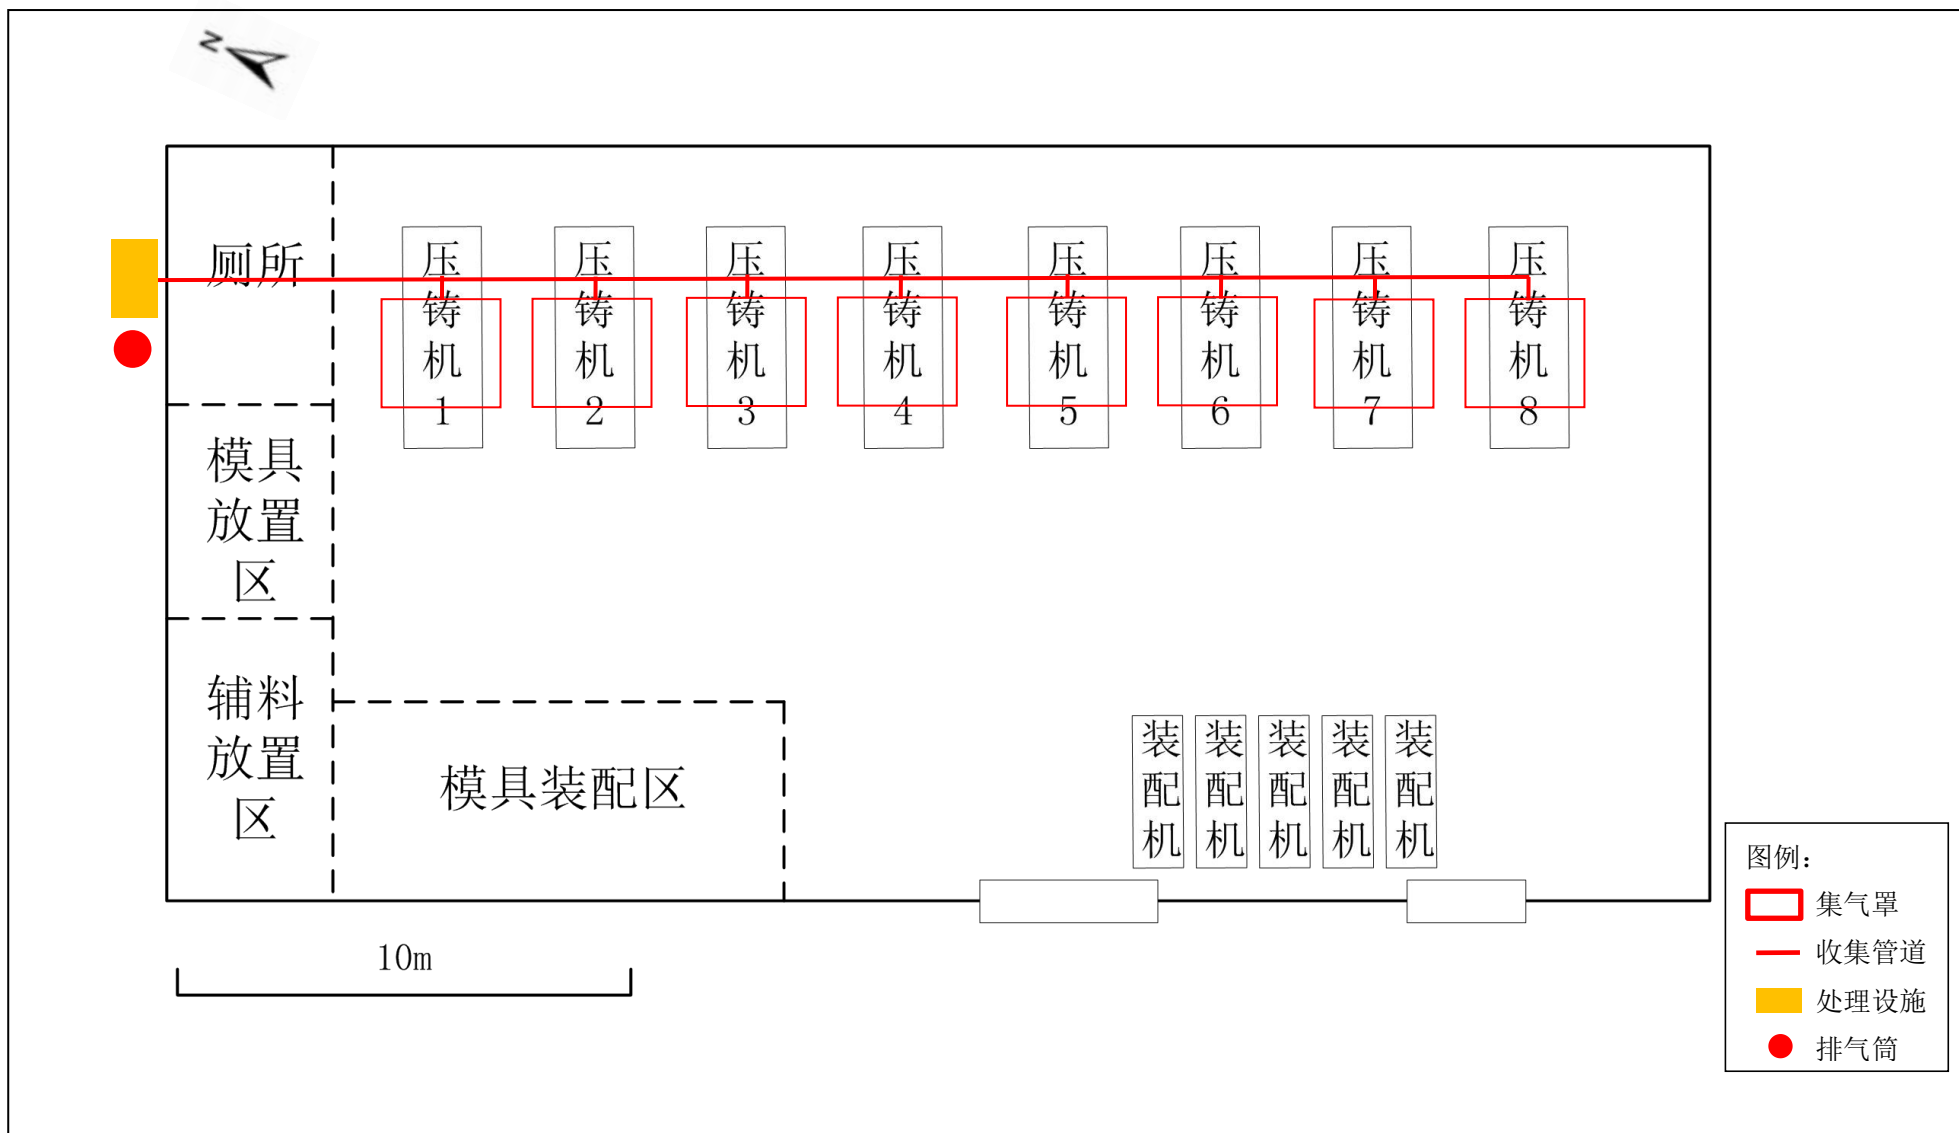 N
厕所
压铸机1
压铸机2
压铸机3
压铸机4
压铸机5
压铸机6
压铸机7
压铸机8
模具
放置
区
辅料
放置
区
模具装配区
装配机
装配机
装配机
装配机
装配机
10m
图例：
集气罩
收集管道
处理设施
排气筒